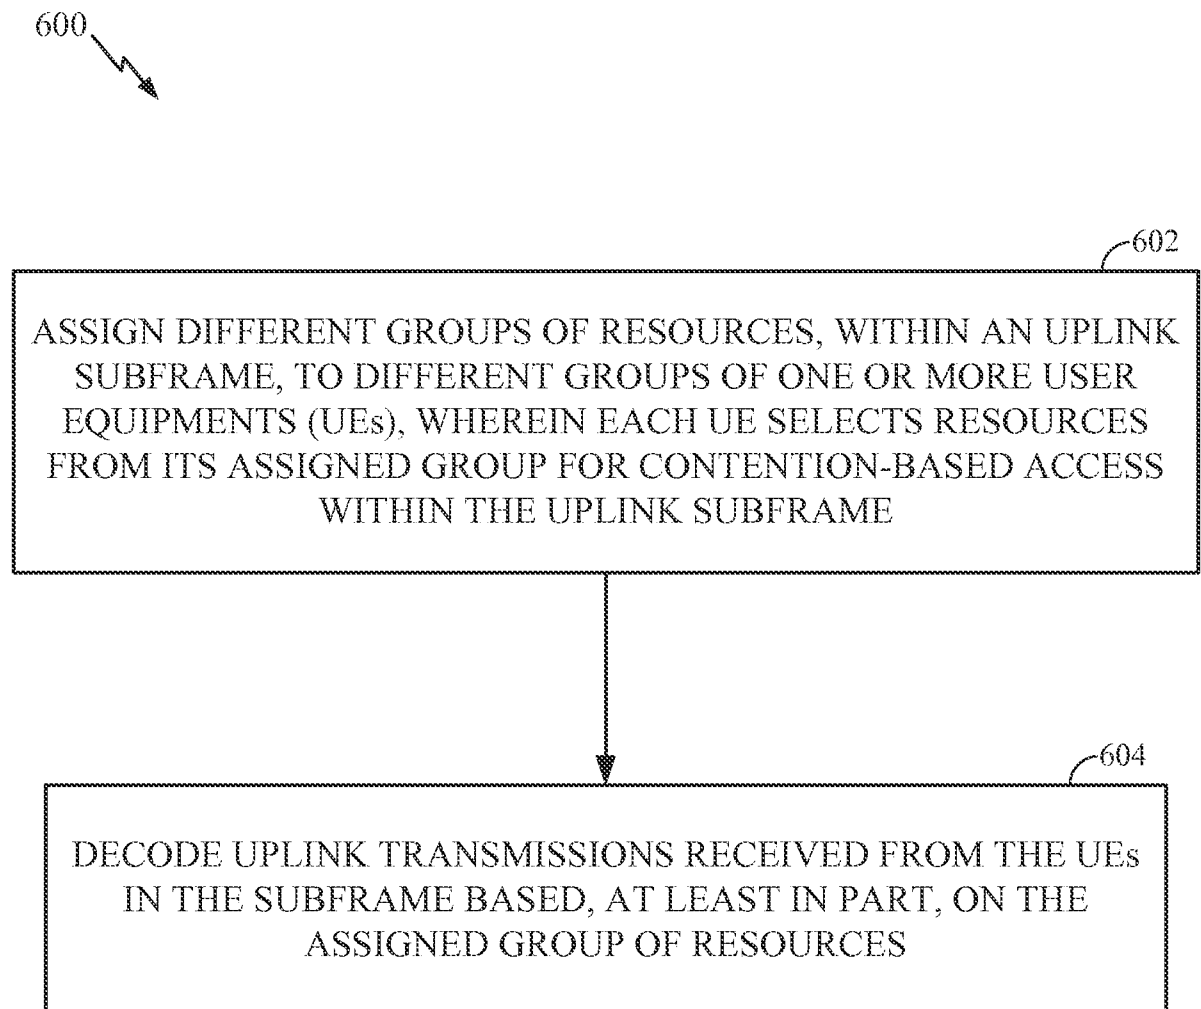 600
602
ASSIGN DIFFERENT GROUPS OF RESOURCES, WITHIN AN UPLINK
SUBFRAME, TO DIFFERENT GROUPS OF ONE OR MORE USER
EQUIPMENTS (UEs), WHEREIN EACH UE SELECTS RESOURCES
FROM ITS ASSIGNED GROUP FOR CONTENTION-BASED ACCESS
WITHIN THE UPLINK SUBFRAME
604
DECODE UPLINK TRANSMISSIONS RECEIVED FROM THE UEs
IN THE SUBFRAME BASED, AT LEAST IN PART, ON THE
ASSIGNED GROUP OF RESOURCES